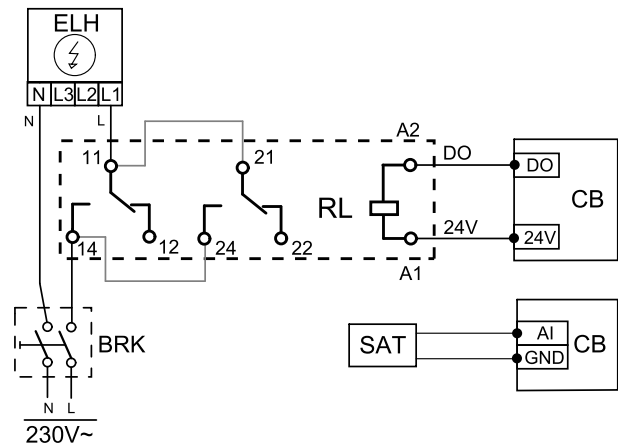 ELH
N L3 L2 L1
N L
A2
11 21 DO DO
CB
RL
24V 24V
14 12 24 22
A1
BRK
AI
SAT CB
GND
N L
230V~